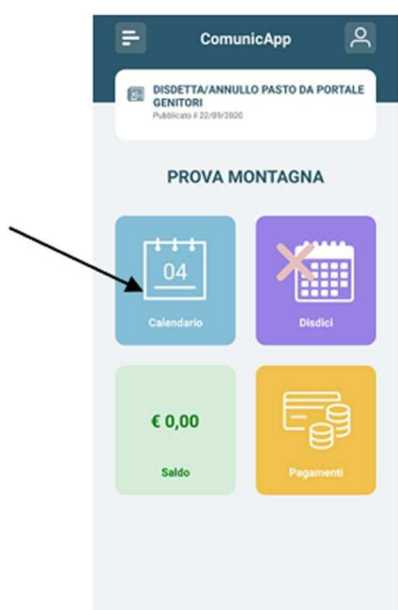 ComunicApp
DISDETTA/ANNULLO PASTO DA PORTALE
GENITORI
Pubblicato il 22/09/2020
PROVA MONTAGNA
04
Calendario
Disdici
€ 0,00
Saldo
Pagamenti